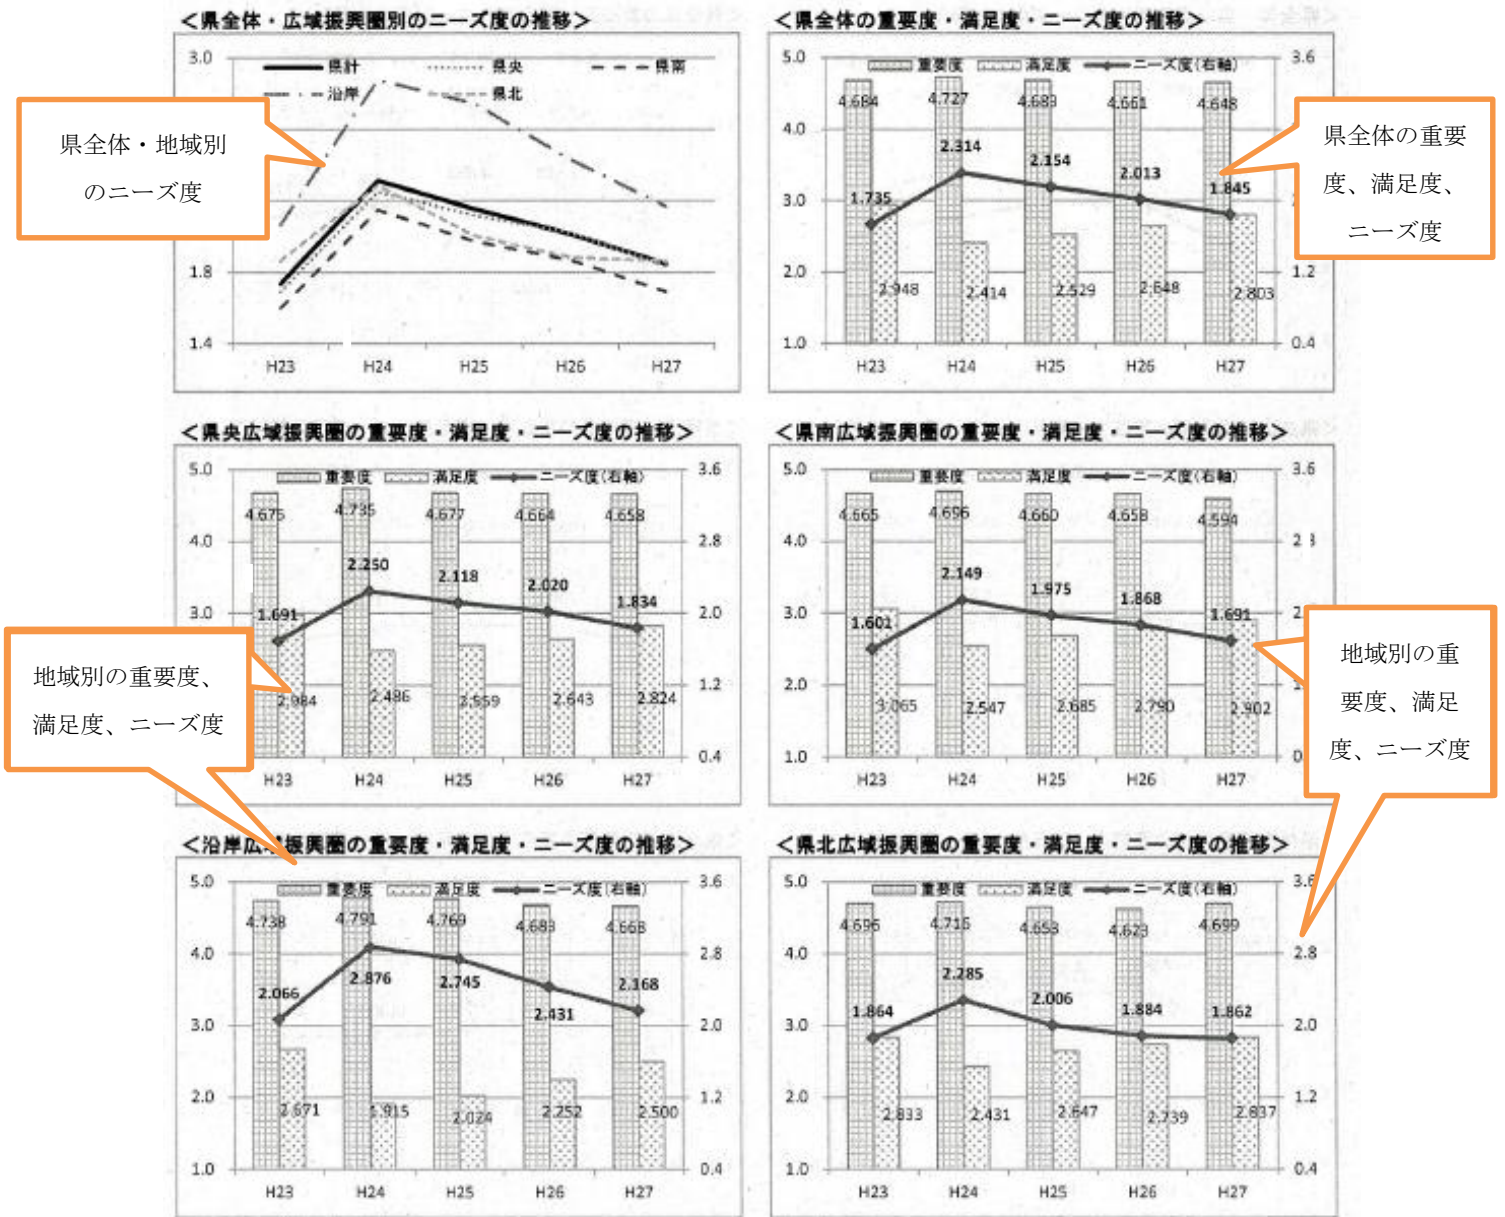 ＜県全体・広域振興圏別のニーズ度の推移＞
3.0
県計
県央
県南
沿岸
県北
1.8
1.4
H23 H24 H25 H26 H27
県全体・地域別
のニーズ度
＜県全体の重要度・満足度・ニーズ度の推移＞
5.0
4.0
3.0
2.0
1.0
重要度 満足度 ニーズ度(右軸)
3.6
1.2
0.4
4.684 4.727 4.683 4.661 4.648
1.735 2.314 2.154 2.013 1.845
2.948 2.414 2.529 2.648 2.803
H23 H24 H25 H26 H27
県全体の重要
度、満足度、
ニーズ度
＜県央広域振興圏の重要度・満足度・ニーズ度の推移＞
5.0
4.0
3.0
1.0
重要度 満足度 ニーズ度(右軸)
3.6
2.8
2.0
1.2
0.4
4.675 4.735 4.677 4.664 4.658
1.691 2.250 2.118 2.020 1.834
2.984 2.486 2.559 2.643 2.824
H23 H24 H25 H26 H27
地域別の重要度、
満足度、ニーズ度
＜県南広域振興圏の重要度・満足度・ニーズ度の推移＞
5.0
4.0
3.0
2.0
1.0
重要度 満足度 ニーズ度(右軸)
3.6
2.8
4.665 4.696 4.660 4.658 4.594
1.601 2.149 1.975 1.868 1.691
3.065 2.547 2.685 2.790 2.902
H23 H24 H25 H26 H27
地域別の重
要度、満足
度、ニーズ度
＜沿岸広域振興圏の重要度・満足度・ニーズ度の推移＞
5.0
4.0
3.0
2.0
1.0
重要度 満足度 ニーズ度(右軸)
3.6
2.8
2.0
1.2
0.4
4.738 4.791 4.769 4.683 4.668
2.066 2.876 2.745 2.431 2.168
2.671 1.915 2.024 2.252 2.500
H23 H24 H25 H26 H27
＜県北広域振興圏の重要度・満足度・ニーズ度の推移＞
5.0
4.0
3.0
2.0
1.0
重要度 満足度 ニーズ度(右軸)
3.6
2.8
2.0
1.2
0.4
4.696 4.715 4.653 4.623 4.699
1.864 2.285 2.006 1.884 1.862
2.833 2.431 2.647 2.739 2.837
H23 H24 H25 H26 H27